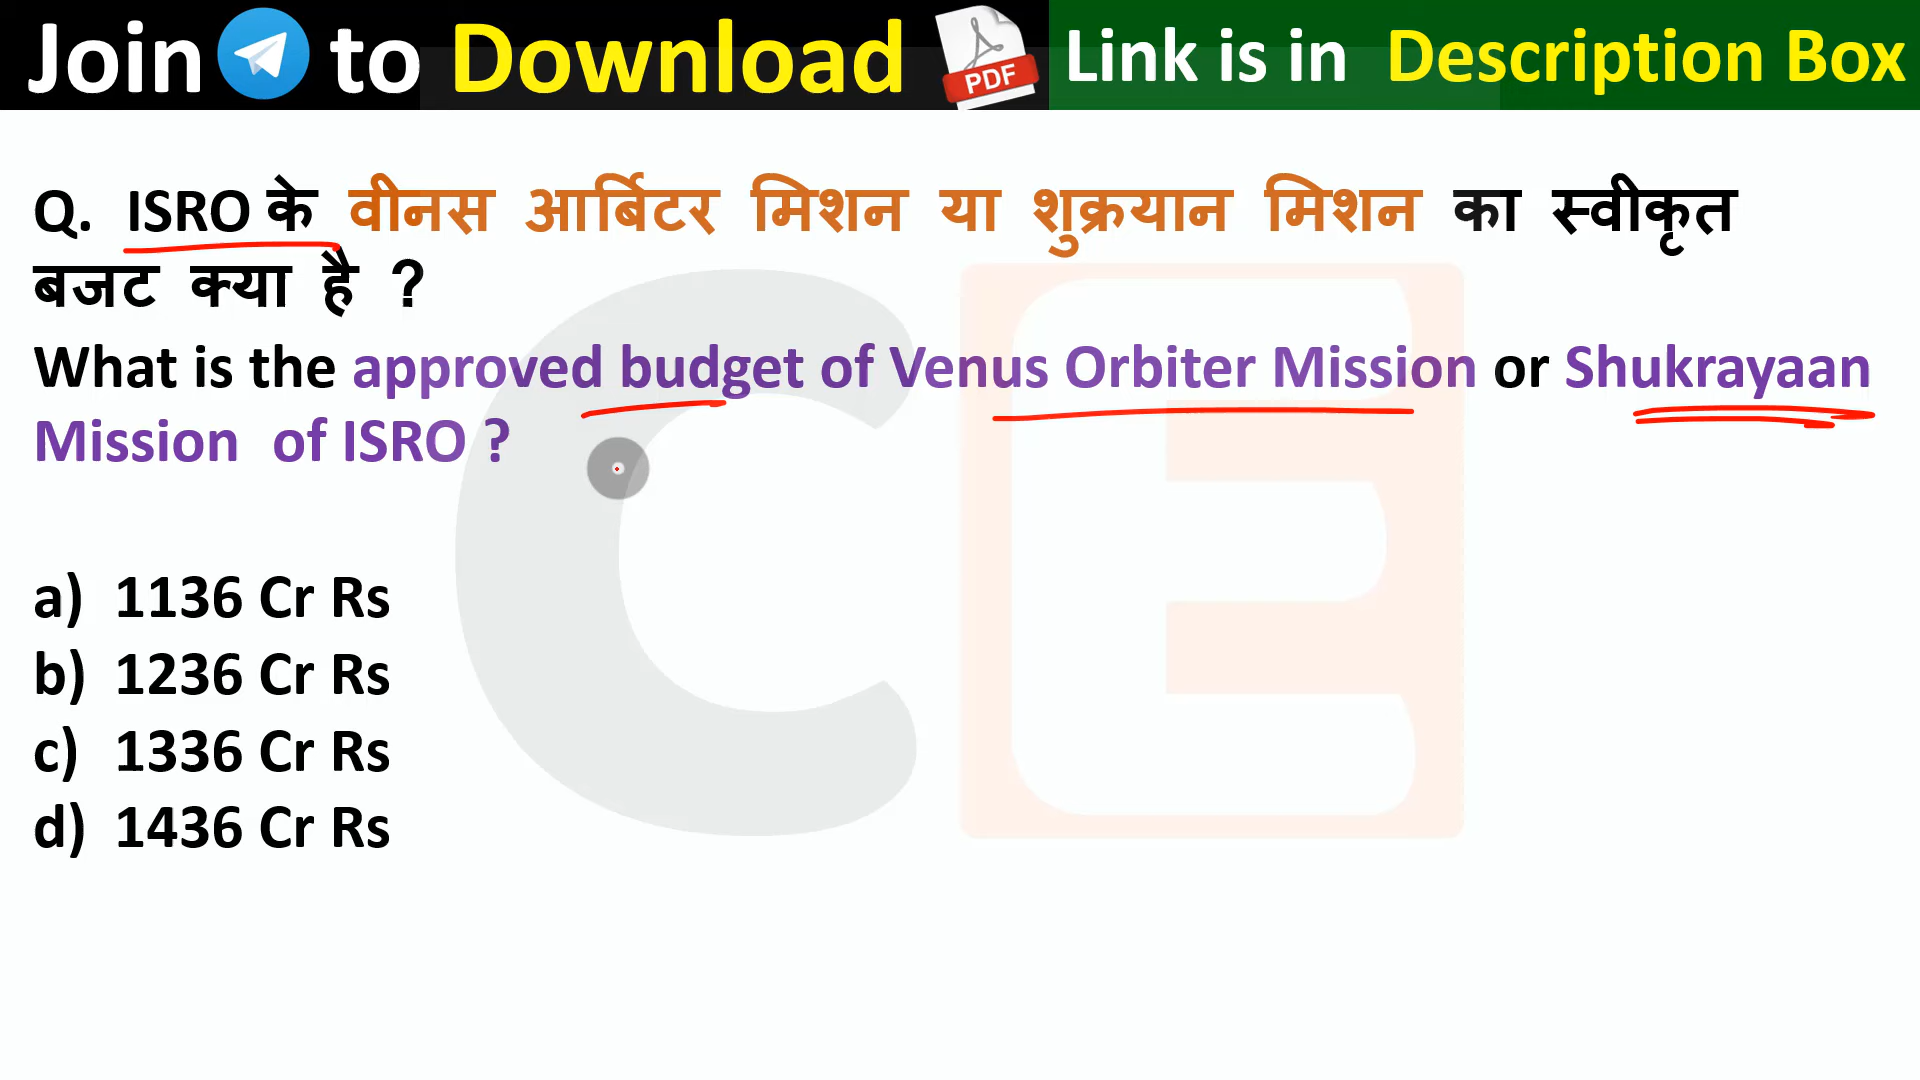 Join to Download PDF Link is in Description Box
Q. ISRO के वीनस आर्बिटर मिशन या शुक्रयान मिशन का स्वीकृत
बजट क्या है ?
What is the approved budget of Venus Orbiter Mission or Shukrayaan
Mission of ISRO ?
a) 1136 Cr Rs
b) 1236 Cr Rs
c) 1336 Cr Rs
d) 1436 Cr Rs
CE